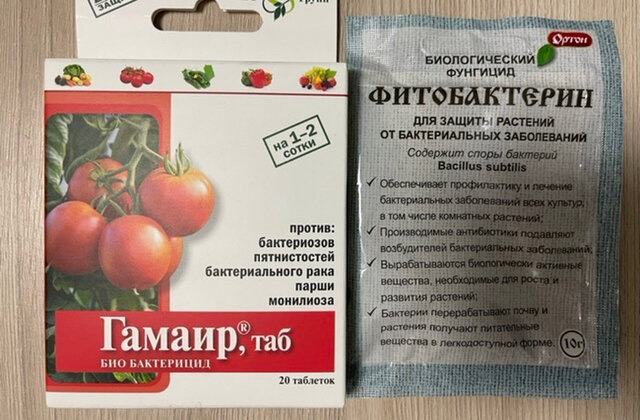 на 1-2
сотки
против:
бактериозов
пятнистостей
бактериального рака
парши
монилиоза
Гамаир,® таб
БИО БАКТЕРИЦИД
20 таблеток
Ортон
БИОЛОГИЧЕСКИЙ
ФУНГИЦИД
ФИТОБАКТЕРИН
ДЛЯ ЗАЩИТЫ РАСТЕНИЙ
ОТ БАКТЕРИАЛЬНЫХ ЗАБОЛЕВАНИЙ
Содержит споры бактерий
Bacillus subtilis
✓ Обеспечивает профилактику и лечение
бактериальных заболеваний всех культур,
в том числе комнатных растений;
✓ Производимые антибиотики подавляют
возбудителей бактериальных заболеваний;
✓ Вырабатываются биологически активные
вещества, необходимые для роста и
развития растений;
✓ Бактерии перерабатывают почву и
растения получают питательные
вещества в легкодоступной форме.
10г